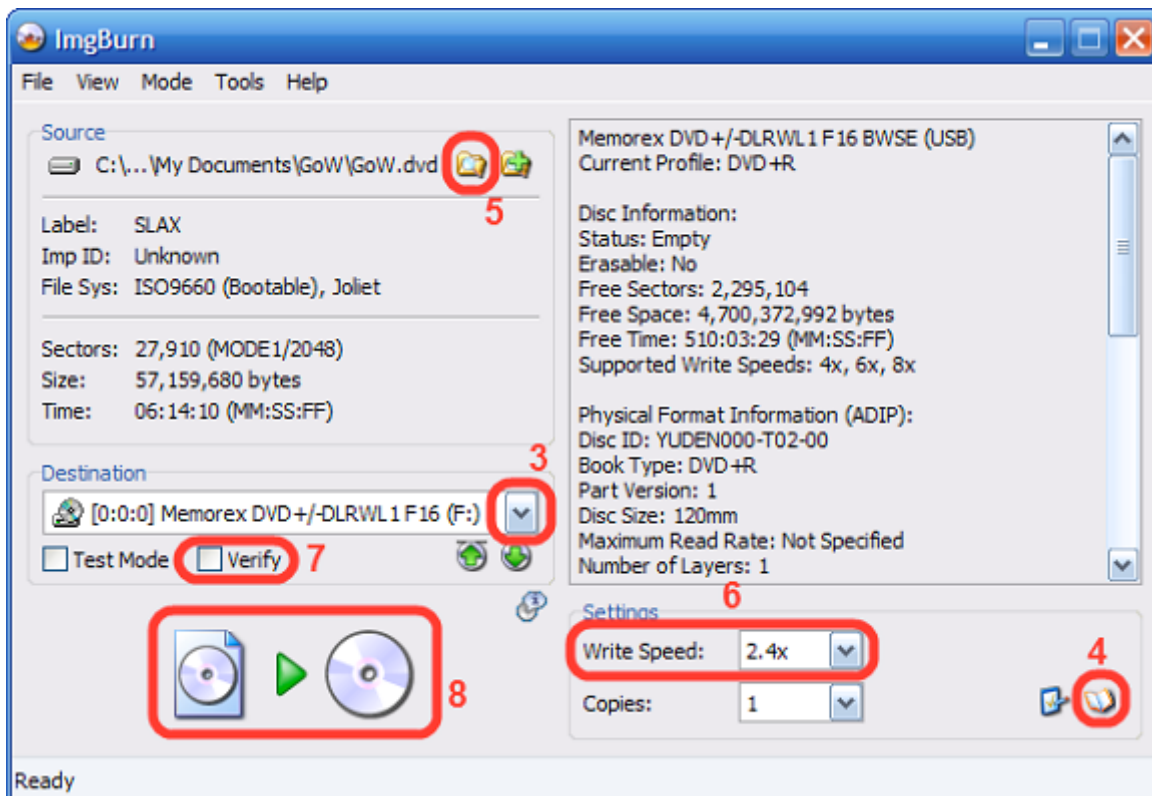 ImgBurn
File View Mode Tools Help
Source
C:\...\My Documents\GoW\GoW.dvd
5
Label: SLAX
Imp ID: Unknown
File Sys: ISO9660 (Bootable), Joliet
Sectors: 27,910 (MODE1/2048)
Size: 57,159,680 bytes
Time: 06:14:10 (MM:SS:FF)
3
Destination
[0:0:0] Memorex DVD+/-DLRWL1 F16 (F:)
Test Mode Verify 7
8
Memorex DVD+/-DLRWL1 F16 BWSE (USB)
Current Profile: DVD+R
Disc Information:
Status: Empty
Erasable: No
Free Sectors: 2,295,104
Free Space: 4,700,372,992 bytes
Free Time: 510:03:29 (MM:SS:FF)
Supported Write Speeds: 4x, 6x, 8x
Physical Format Information (ADIP):
Disc ID: YUDEN000-T02-00
Book Type: DVD+R
Part Version: 1
Disc Size: 120mm
Maximum Read Rate: Not Specified
Number of Layers: 1
6
Settings
Write Speed: 2.4x
4
Copies: 1
Ready